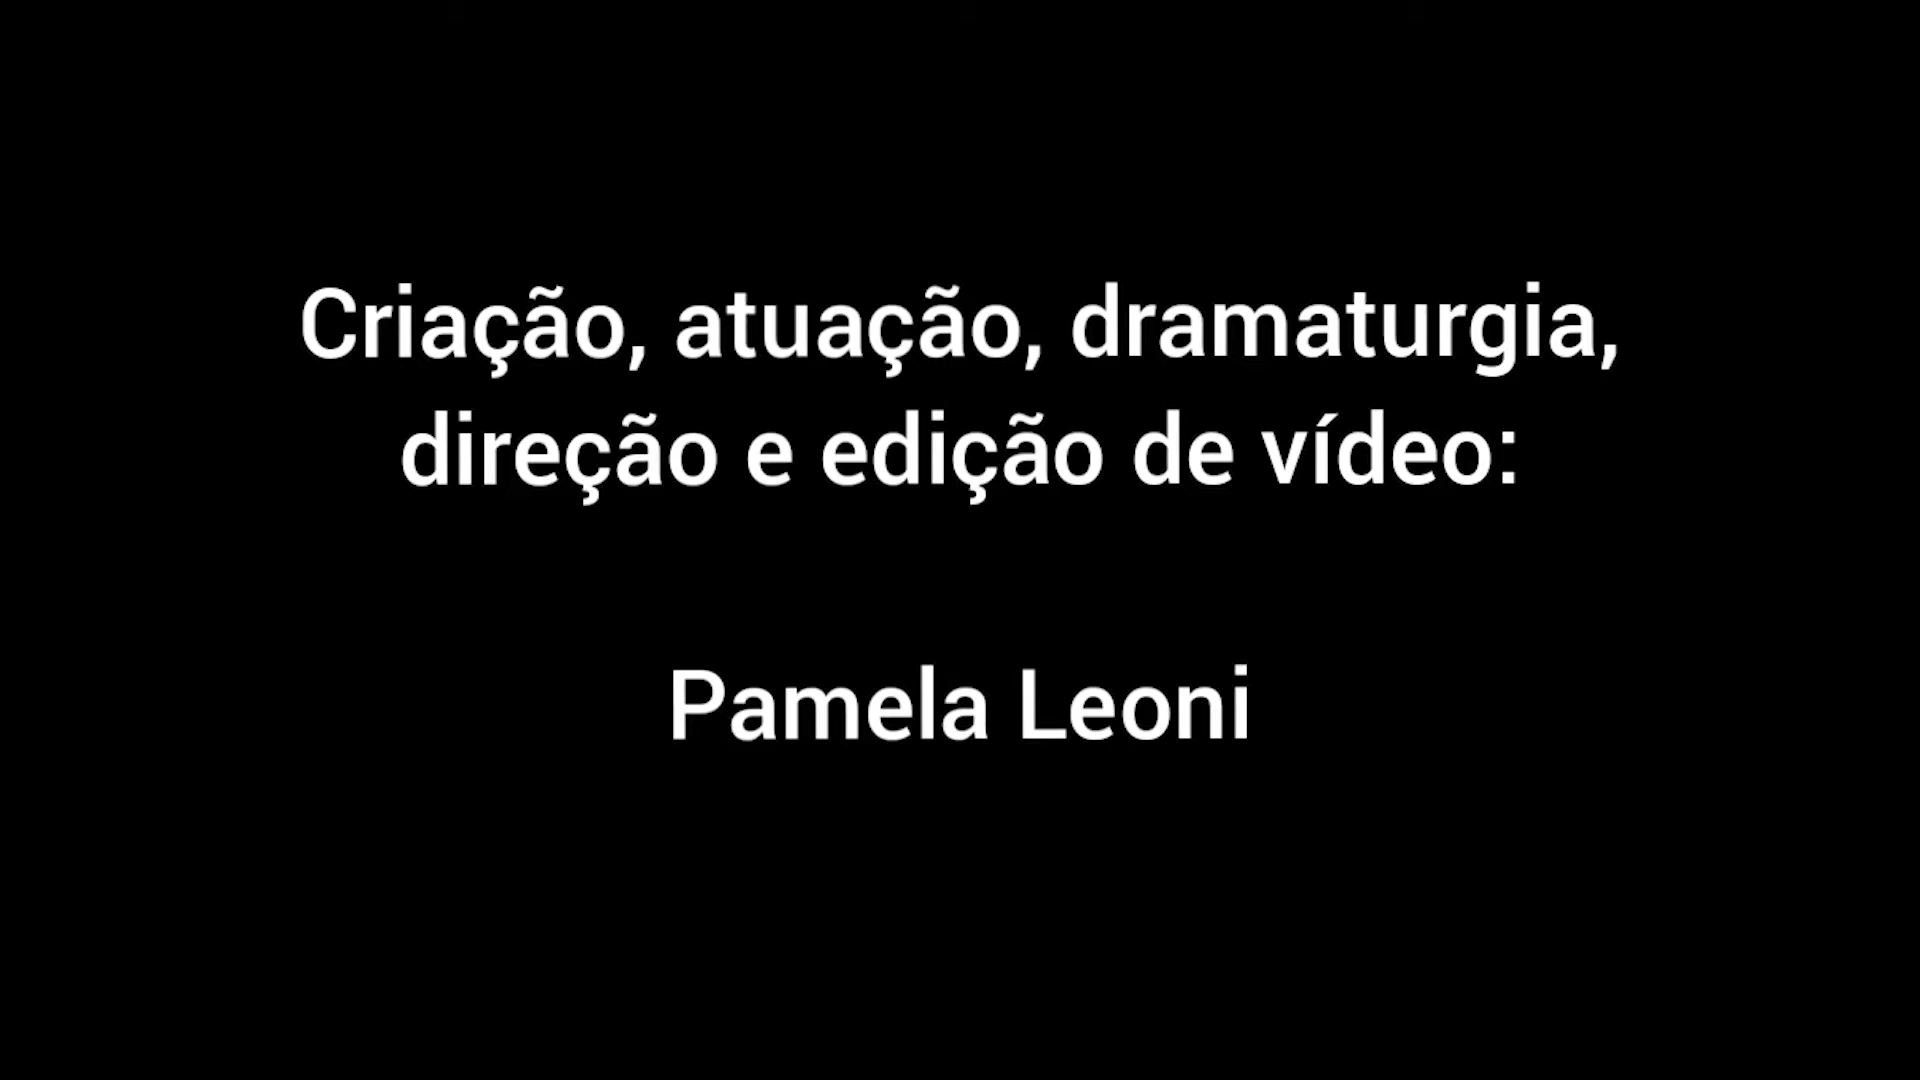 Criação, atuação, dramaturgia,
direção e edição de vídeo:
Pamela Leoni